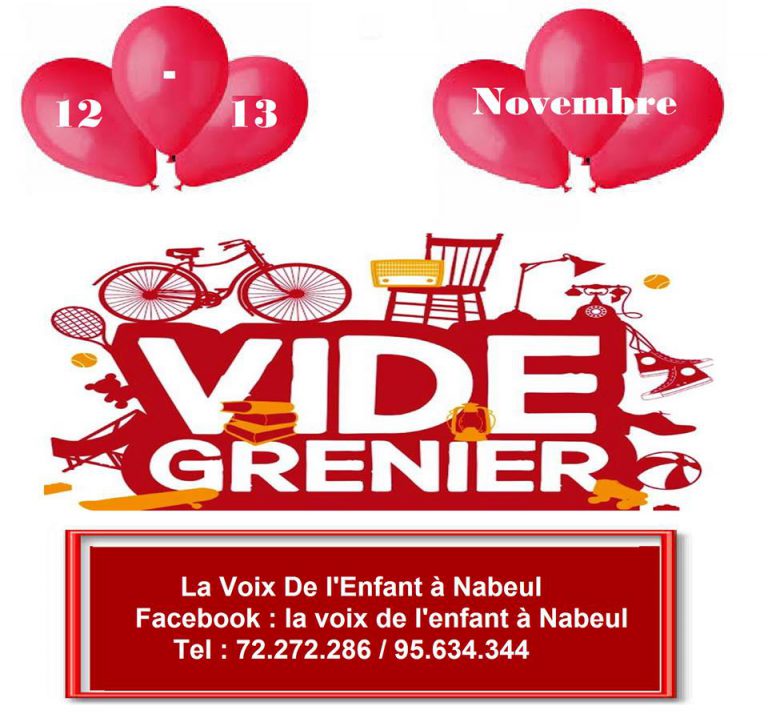 12 - 13 Novembre
VIDE
GRENIER
La Voix De l'Enfant à Nabeul
Facebook : la voix de l'enfant à Nabeul
Tel : 72.272.286 / 95.634.344